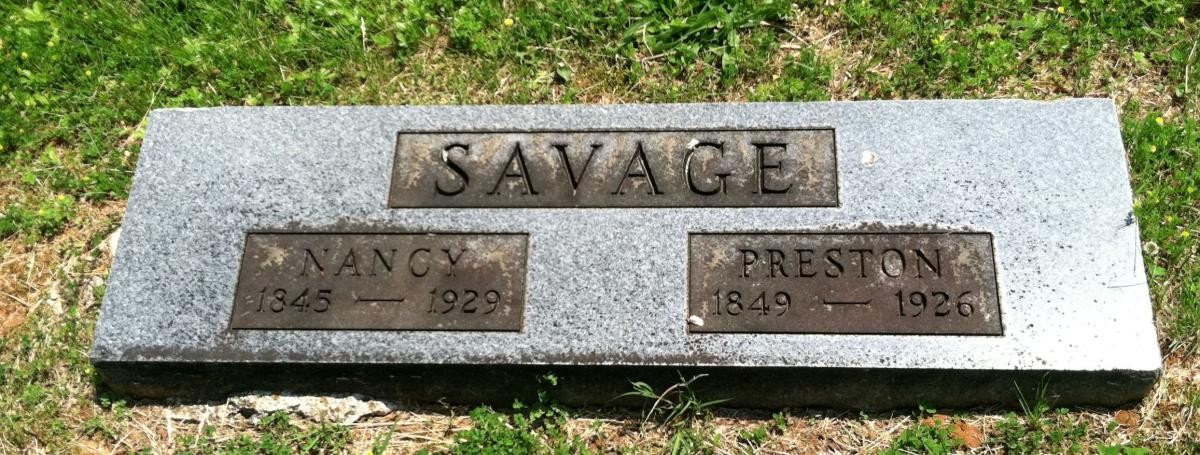 SAVAGE
NANCY
1845 — 1929
PRESTON
1849 — 1926